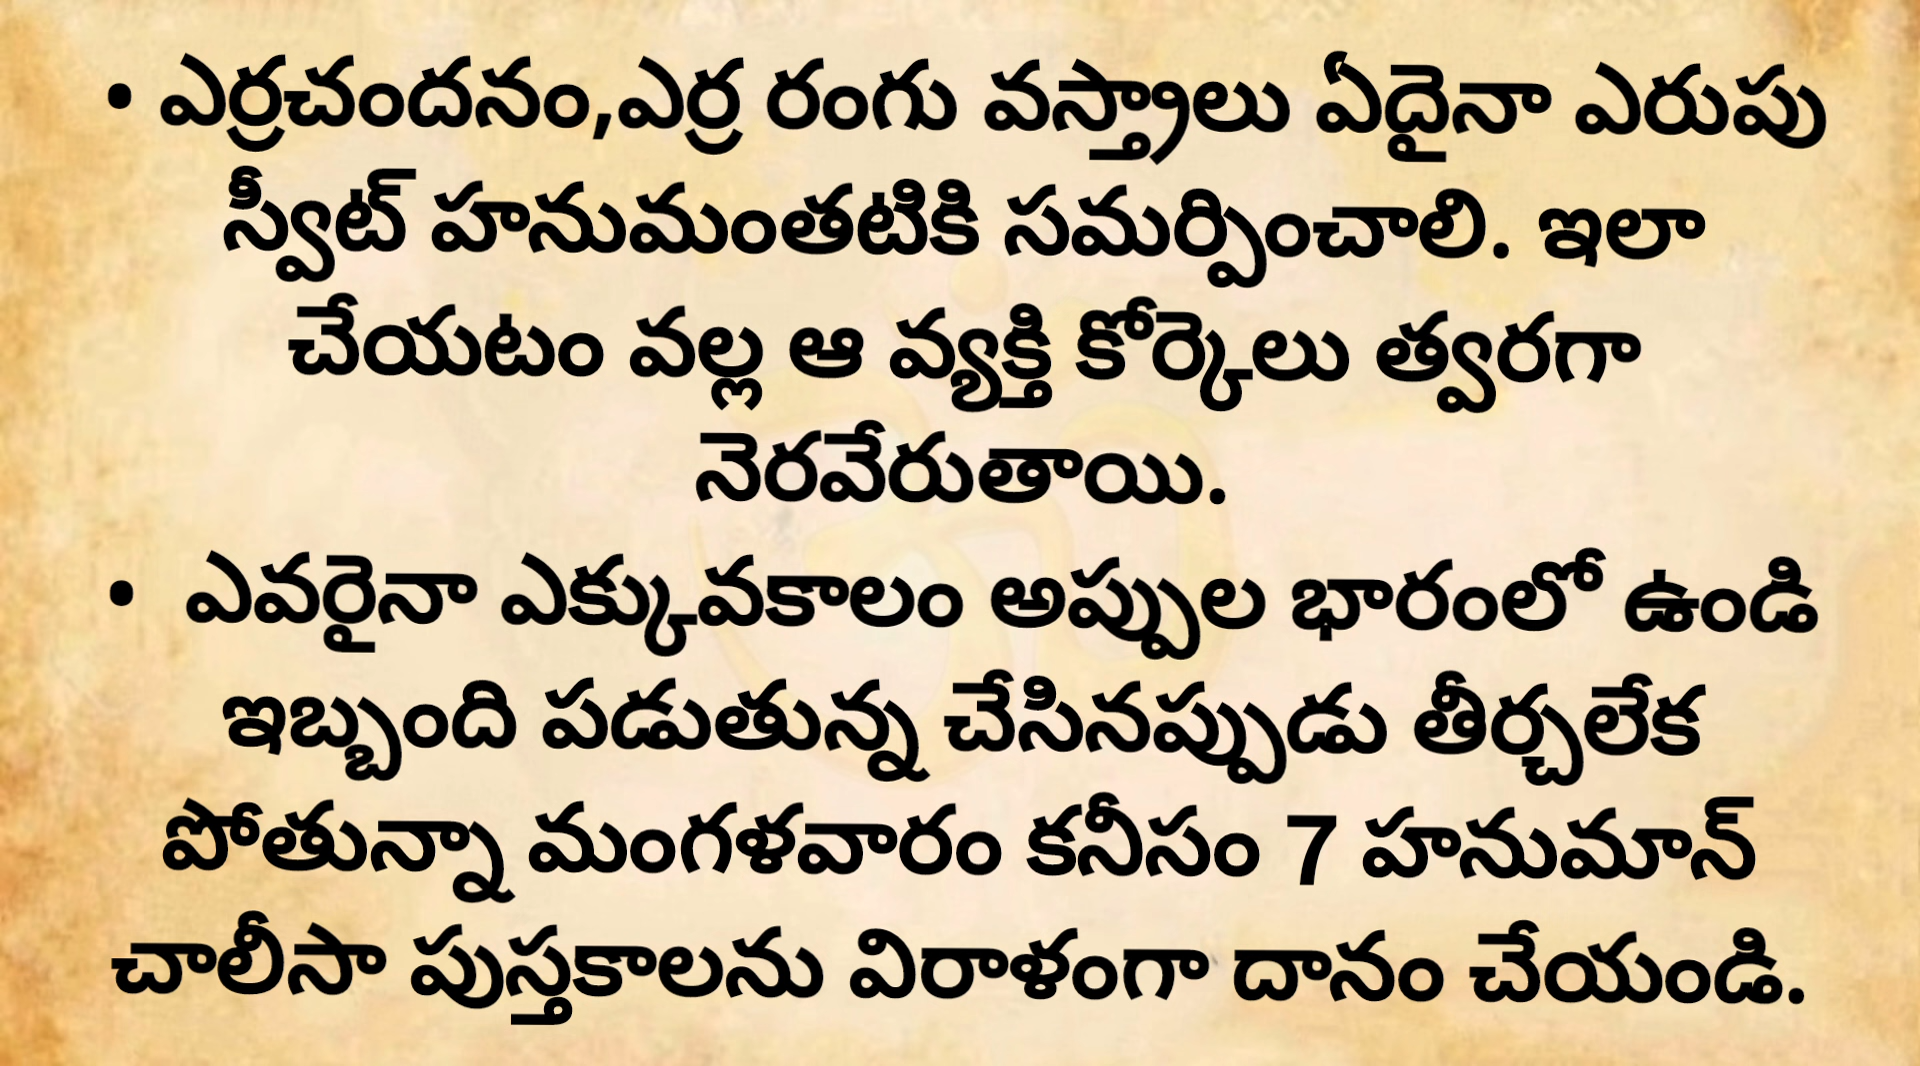 • ఎర్రచందనం,ఎర్ర రంగు వస్త్రాలు ఏదైనా ఎరుపు
స్వీట్ హనుమంతటికి సమర్పించాలి. ఇలా
చేయటం వల్ల ఆ వ్యక్తి కోర్కెలు త్వరగా
నెరవేరుతాయి.
• ఎవరైనా ఎక్కువకాలం అప్పుల భారంలో ఉండి
ఇబ్బంది పడుతున్న చేసినప్పుడు తీర్చలేక
పోతున్నా మంగళవారం కనీసం 7 హనుమాన్
చాలీసా పుస్తకాలను విరాళంగా దానం చేయండి.